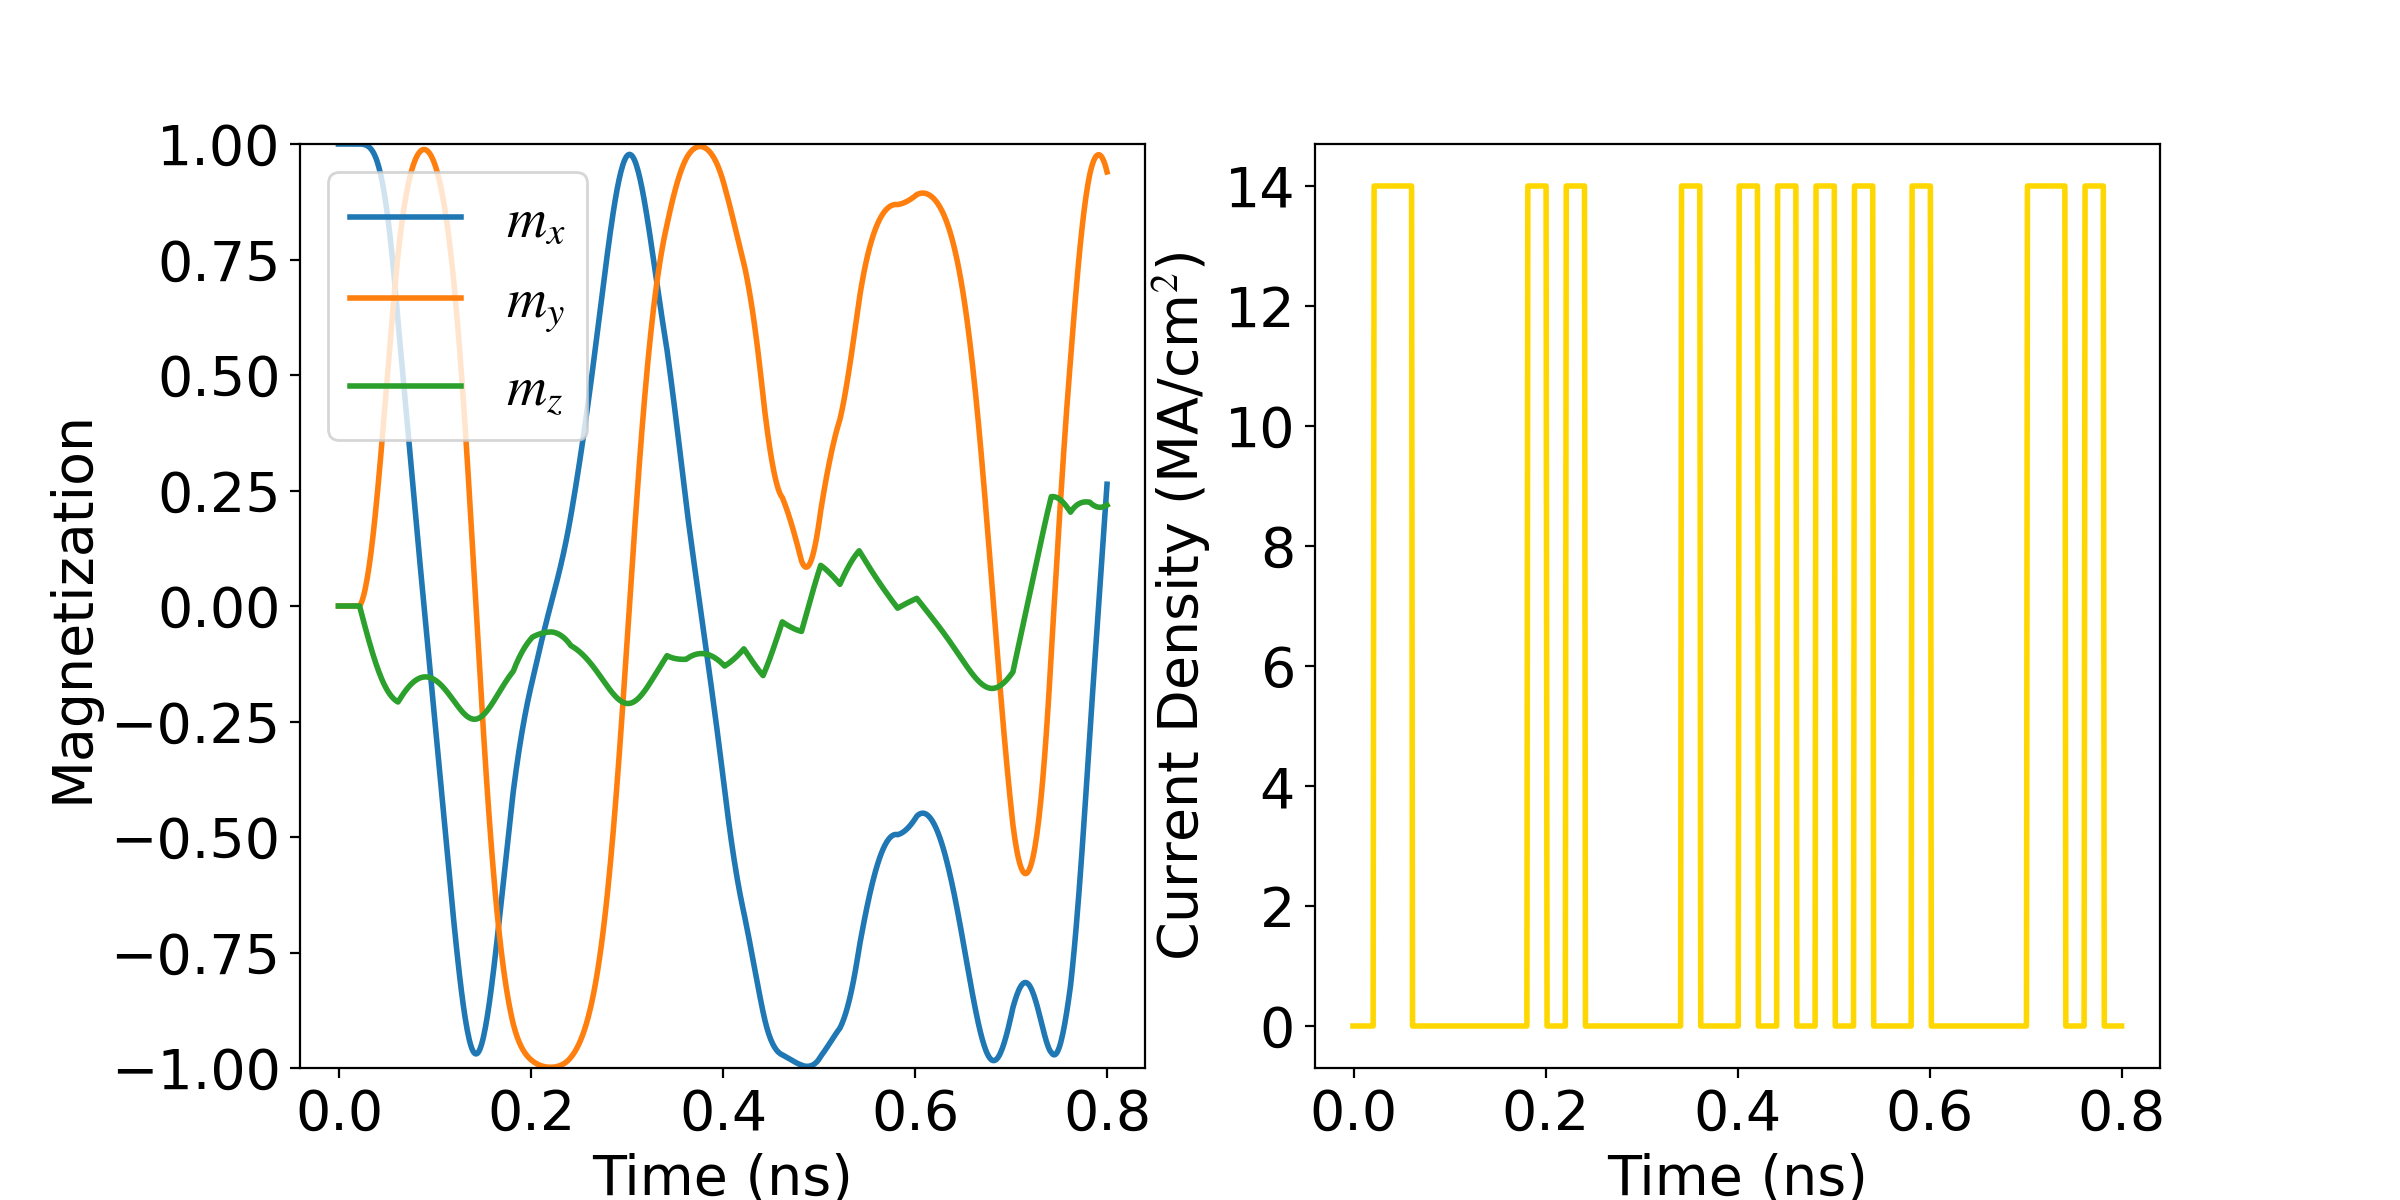 1.00
0.75
0.50
0.25
0.00
−0.25
−0.50
−0.75
−1.00
Magnetization
m_x
m_y
m_z
0.0 0.2 0.4 0.6 0.8
Time (ns)
14
12
10
8
6
4
2
0
Current Density (MA/cm²)
0.0 0.2 0.4 0.6 0.8
Time (ns)